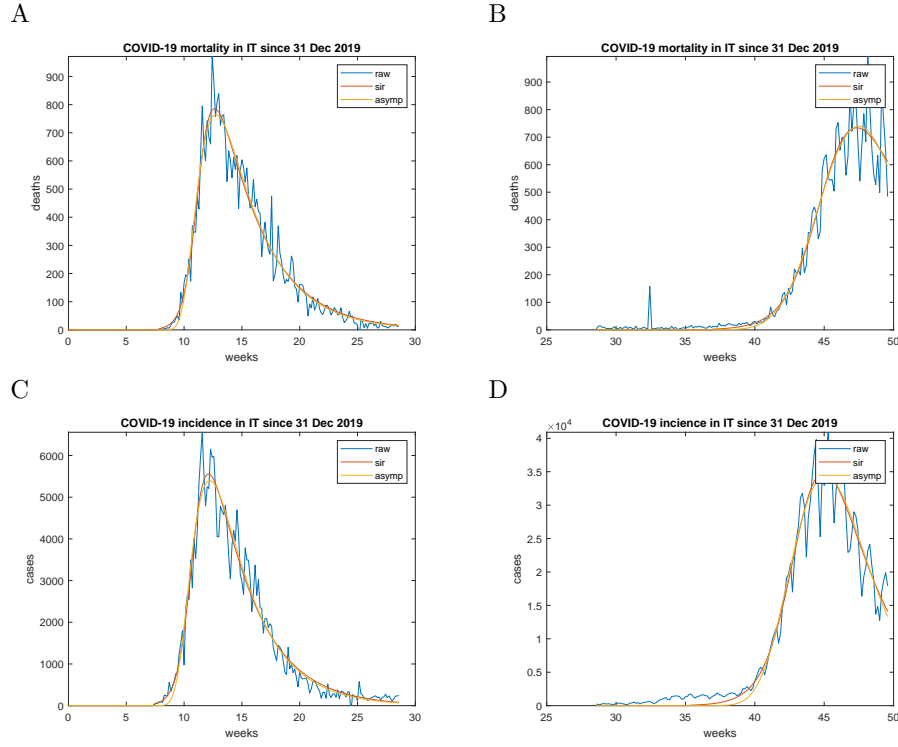 A
COVID-19 mortality in IT since 31 Dec 2019
raw
sir
asymp
900
800
700
600
500
400
300
200
100
0
deaths
0 5 10 15 20 25 30
weeks
B
COVID-19 mortality in IT since 31 Dec 2019
raw
sir
asymp
900
800
700
600
500
400
300
200
100
0
deaths
25 30 35 40 45 50
weeks
C
COVID-19 incidence in IT since 31 Dec 2019
raw
sir
asymp
6000
5000
4000
3000
2000
1000
0
cases
0 5 10 15 20 25 30
weeks
D
COVID-19 incience in IT since 31 Dec 2019
×10⁴
raw
sir
asymp
4
3.5
3
2.5
2
1.5
1
0.5
0
cases
25 30 35 40 45 50
weeks